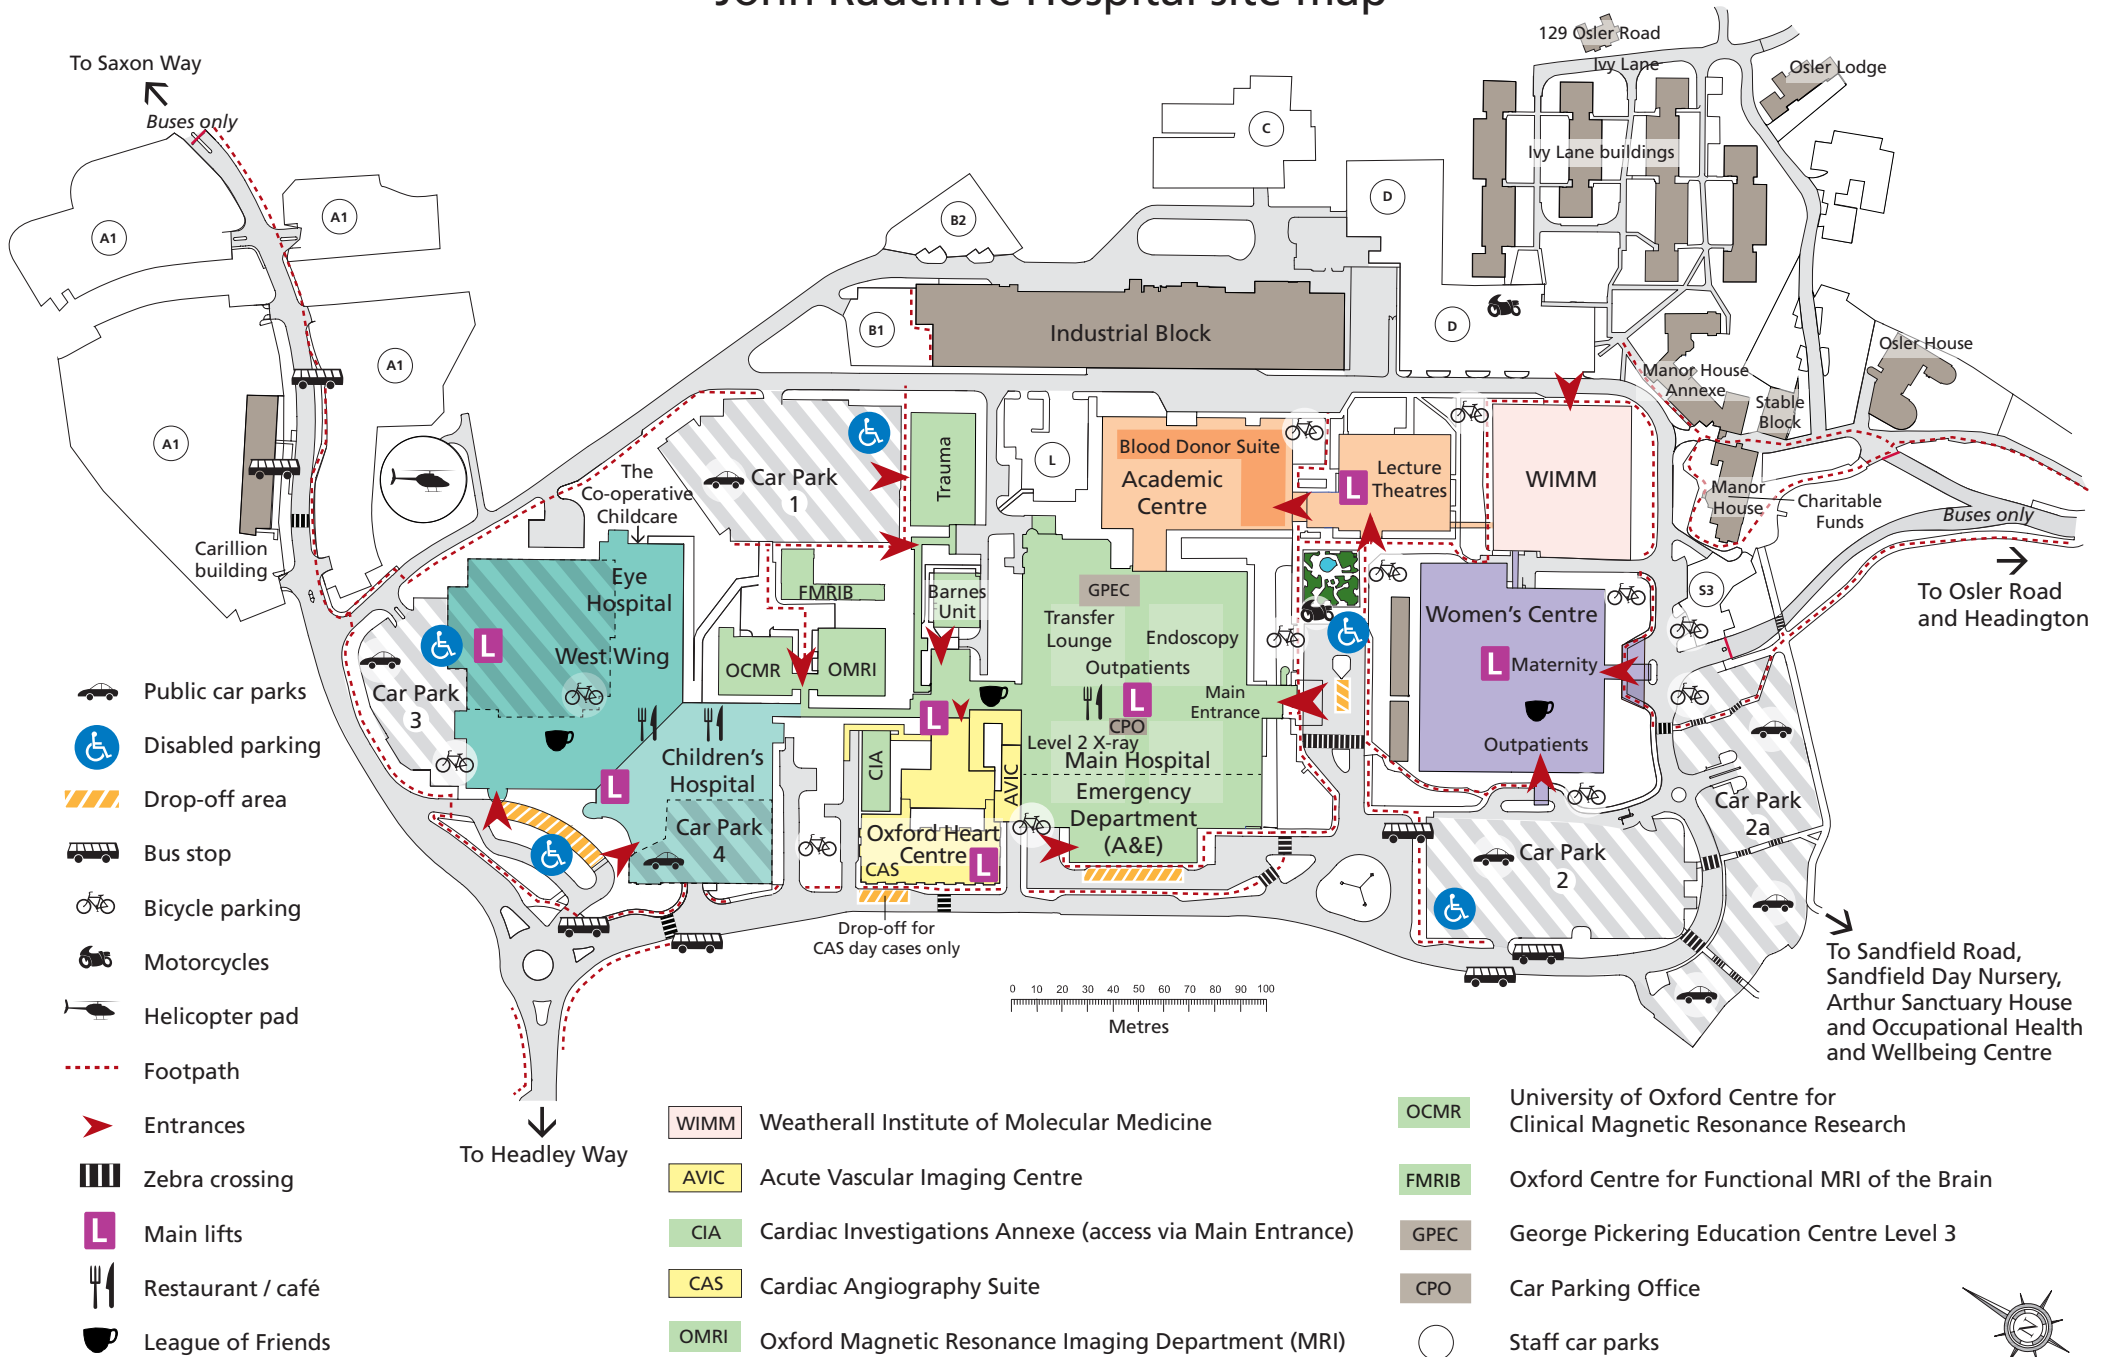 John Radcliffe Hospital site map
To Saxon Way
Buses only
A1
A1
A1
A1
Carillion
building
B2
B1
C
D
D
129 Osler Road
Ivy Lane
Osler Lodge
Ivy Lane buildings
Industrial Block
Osler House
Manor House
Annexe
Stable
Block
Manor
House
Charitable
Funds
Buses only
To Osler Road
and Headington
S3
The
Co-operative
Childcare
Car Park
1
Trauma
L
Blood Donor Suite
Academic
Centre
L
Lecture
Theatres
WIMM
Eye
Hospital
West Wing
L
Car Park
3
FMRIB
OCMR
OMRI
Barnes
Unit
GPEC
Transfer
Lounge
Endoscopy
Outpatients
L
Main
Entrance
CPO
Level 2 X-ray
Main Hospital
Emergency
Department
(A&E)
Women's Centre
L
Maternity
Outpatients
L
Children's
Hospital
L
Car Park
4
CIA
AVIC
Oxford Heart
Centre
CAS
L
Drop-off for
CAS day cases only
Car Park
2a
Car Park
2
To Sandfield Road,
Sandfield Day Nursery,
Arthur Sanctuary House
and Occupational Health
and Wellbeing Centre
0 10 20 30 40 50 60 70 80 90 100
Metres
To Headley Way
Public car parks
Disabled parking
Drop-off area
Bus stop
Bicycle parking
Motorcycles
Helicopter pad
Footpath
Entrances
Zebra crossing
L Main lifts
Restaurant / café
League of Friends
WIMM Weatherall Institute of Molecular Medicine
AVIC Acute Vascular Imaging Centre
CIA Cardiac Investigations Annexe (access via Main Entrance)
CAS Cardiac Angiography Suite
OMRI Oxford Magnetic Resonance Imaging Department (MRI)
OCMR University of Oxford Centre for
Clinical Magnetic Resonance Research
FMRIB Oxford Centre for Functional MRI of the Brain
GPEC George Pickering Education Centre Level 3
CPO Car Parking Office
Staff car parks
N